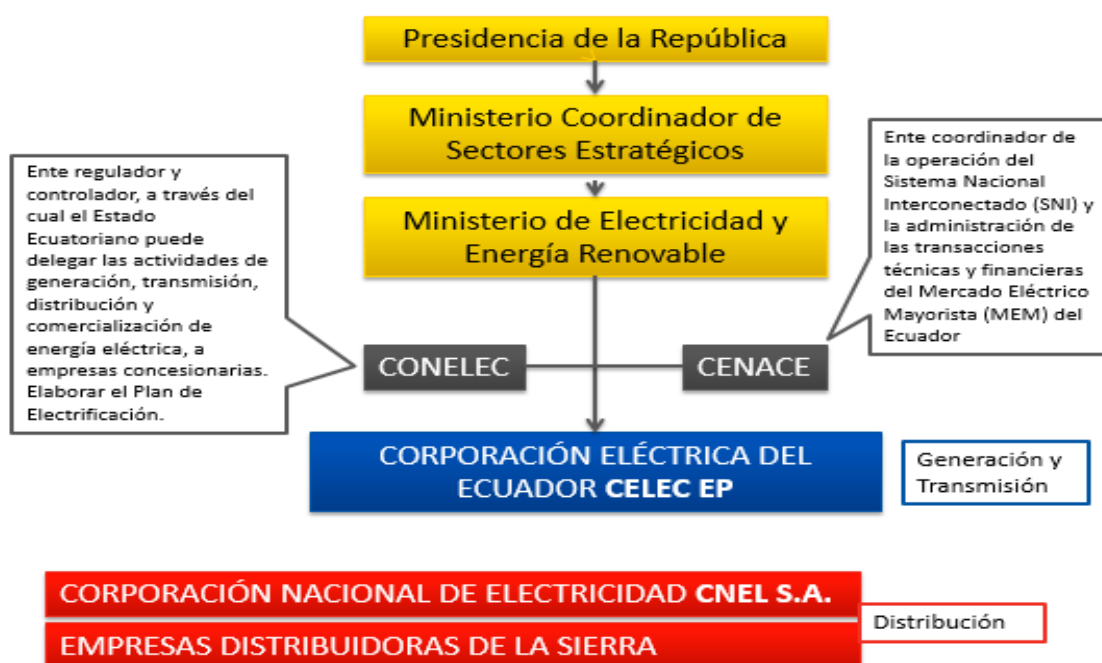 Presidencia de la República
Ministerio Coordinador de
Sectores Estratégicos
Ministerio de Electricidad y
Energía Renovable
Ente regulador y
controlador, a través del
cual el Estado
Ecuatoriano puede
delegar las actividades de
generación, transmisión,
distribución y
comercialización de
energía eléctrica, a
empresas concesionarias.
Elaborar el Plan de
Electrificación.
Ente coordinador de
la operación del
Sistema Nacional
Interconectado (SNI) y
la administración de
las transacciones
técnicas y financieras
del Mercado Eléctrico
Mayorista (MEM) del
Ecuador
CONELEC
CENACE
CORPORACIÓN ELÉCTRICA DEL
ECUADOR CELEC EP
Generación y
Transmisión
CORPORACIÓN NACIONAL DE ELECTRICIDAD CNEL S.A.
EMPRESAS DISTRIBUIDORAS DE LA SIERRA
Distribución